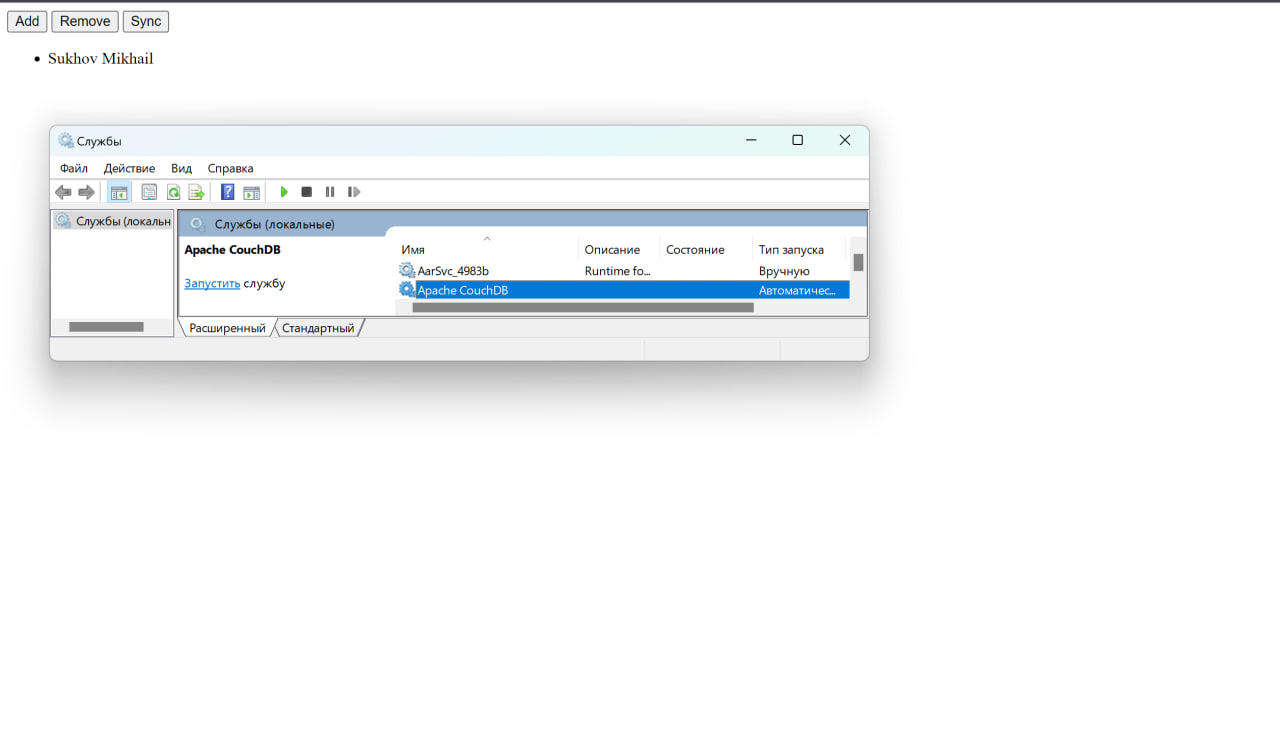 Add Remove Sync
• Sukhov Mikhail
Службы
Файл Действие Вид Справка
Службы (локальн
Службы (локальные)
Apache CouchDB
Запустить службу
Имя Описание Состояние Тип запуска
AarSvc_4983b Runtime fo... Вручную
Apache CouchDB Автоматичес...
Расширенный Стандартный